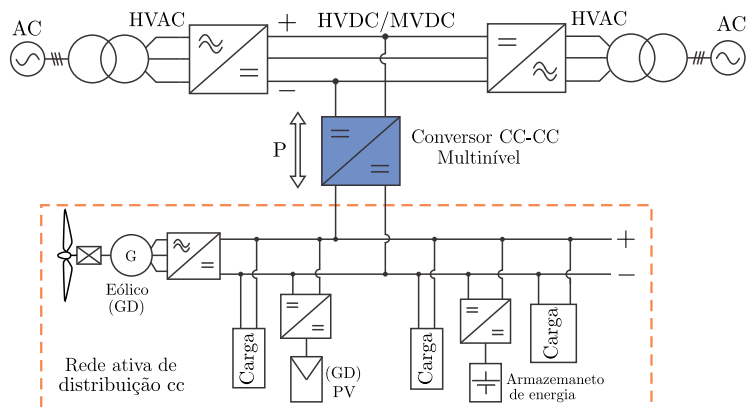 AC
HVAC
+
HVDC/MVDC
HVAC
AC
−
P
Conversor CC-CC
Multinível
G
Eólico
(GD)
+
−
Carga
(GD)
PV
Carga
Carga
Armazemaneto
de energia
Rede ativa de
distribuição cc